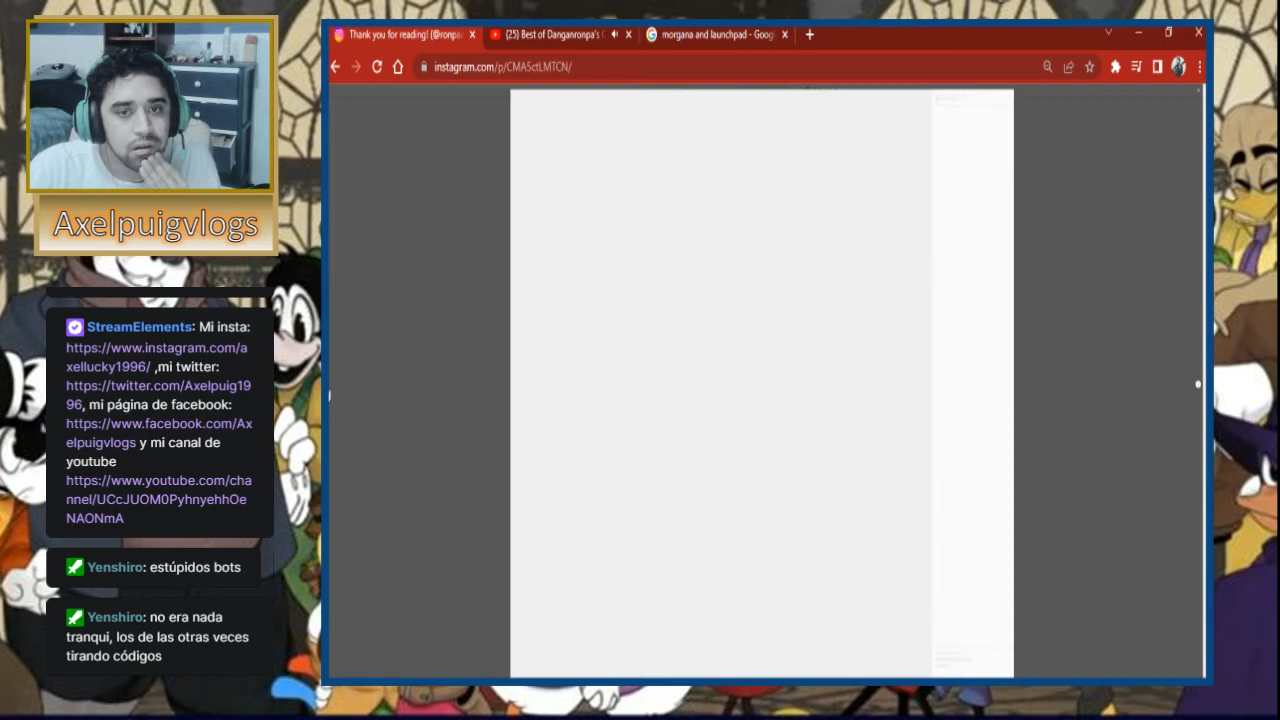 Thank you for reading! (@ronpa
(25) Best of Danganronpa's
morgana and launchpad - Goog
instagram.com/p/CMA5ctLMTCN/
Axelpuigvlogs
StreamElements: Mi insta:
https://www.instagram.com/a
xellucky1996/ ,mi twitter:
https://twitter.com/Axelpuig19
96, mi página de facebook:
https://www.facebook.com/Ax
elpuigvlogs y mi canal de
youtube
https://www.youtube.com/cha
nnel/UCcJUOM0PyhnyehhOe
NAONmA
Yenshiro: estúpidos bots
Yenshiro: no era nada
tranqui, los de las otras veces
tirando códigos